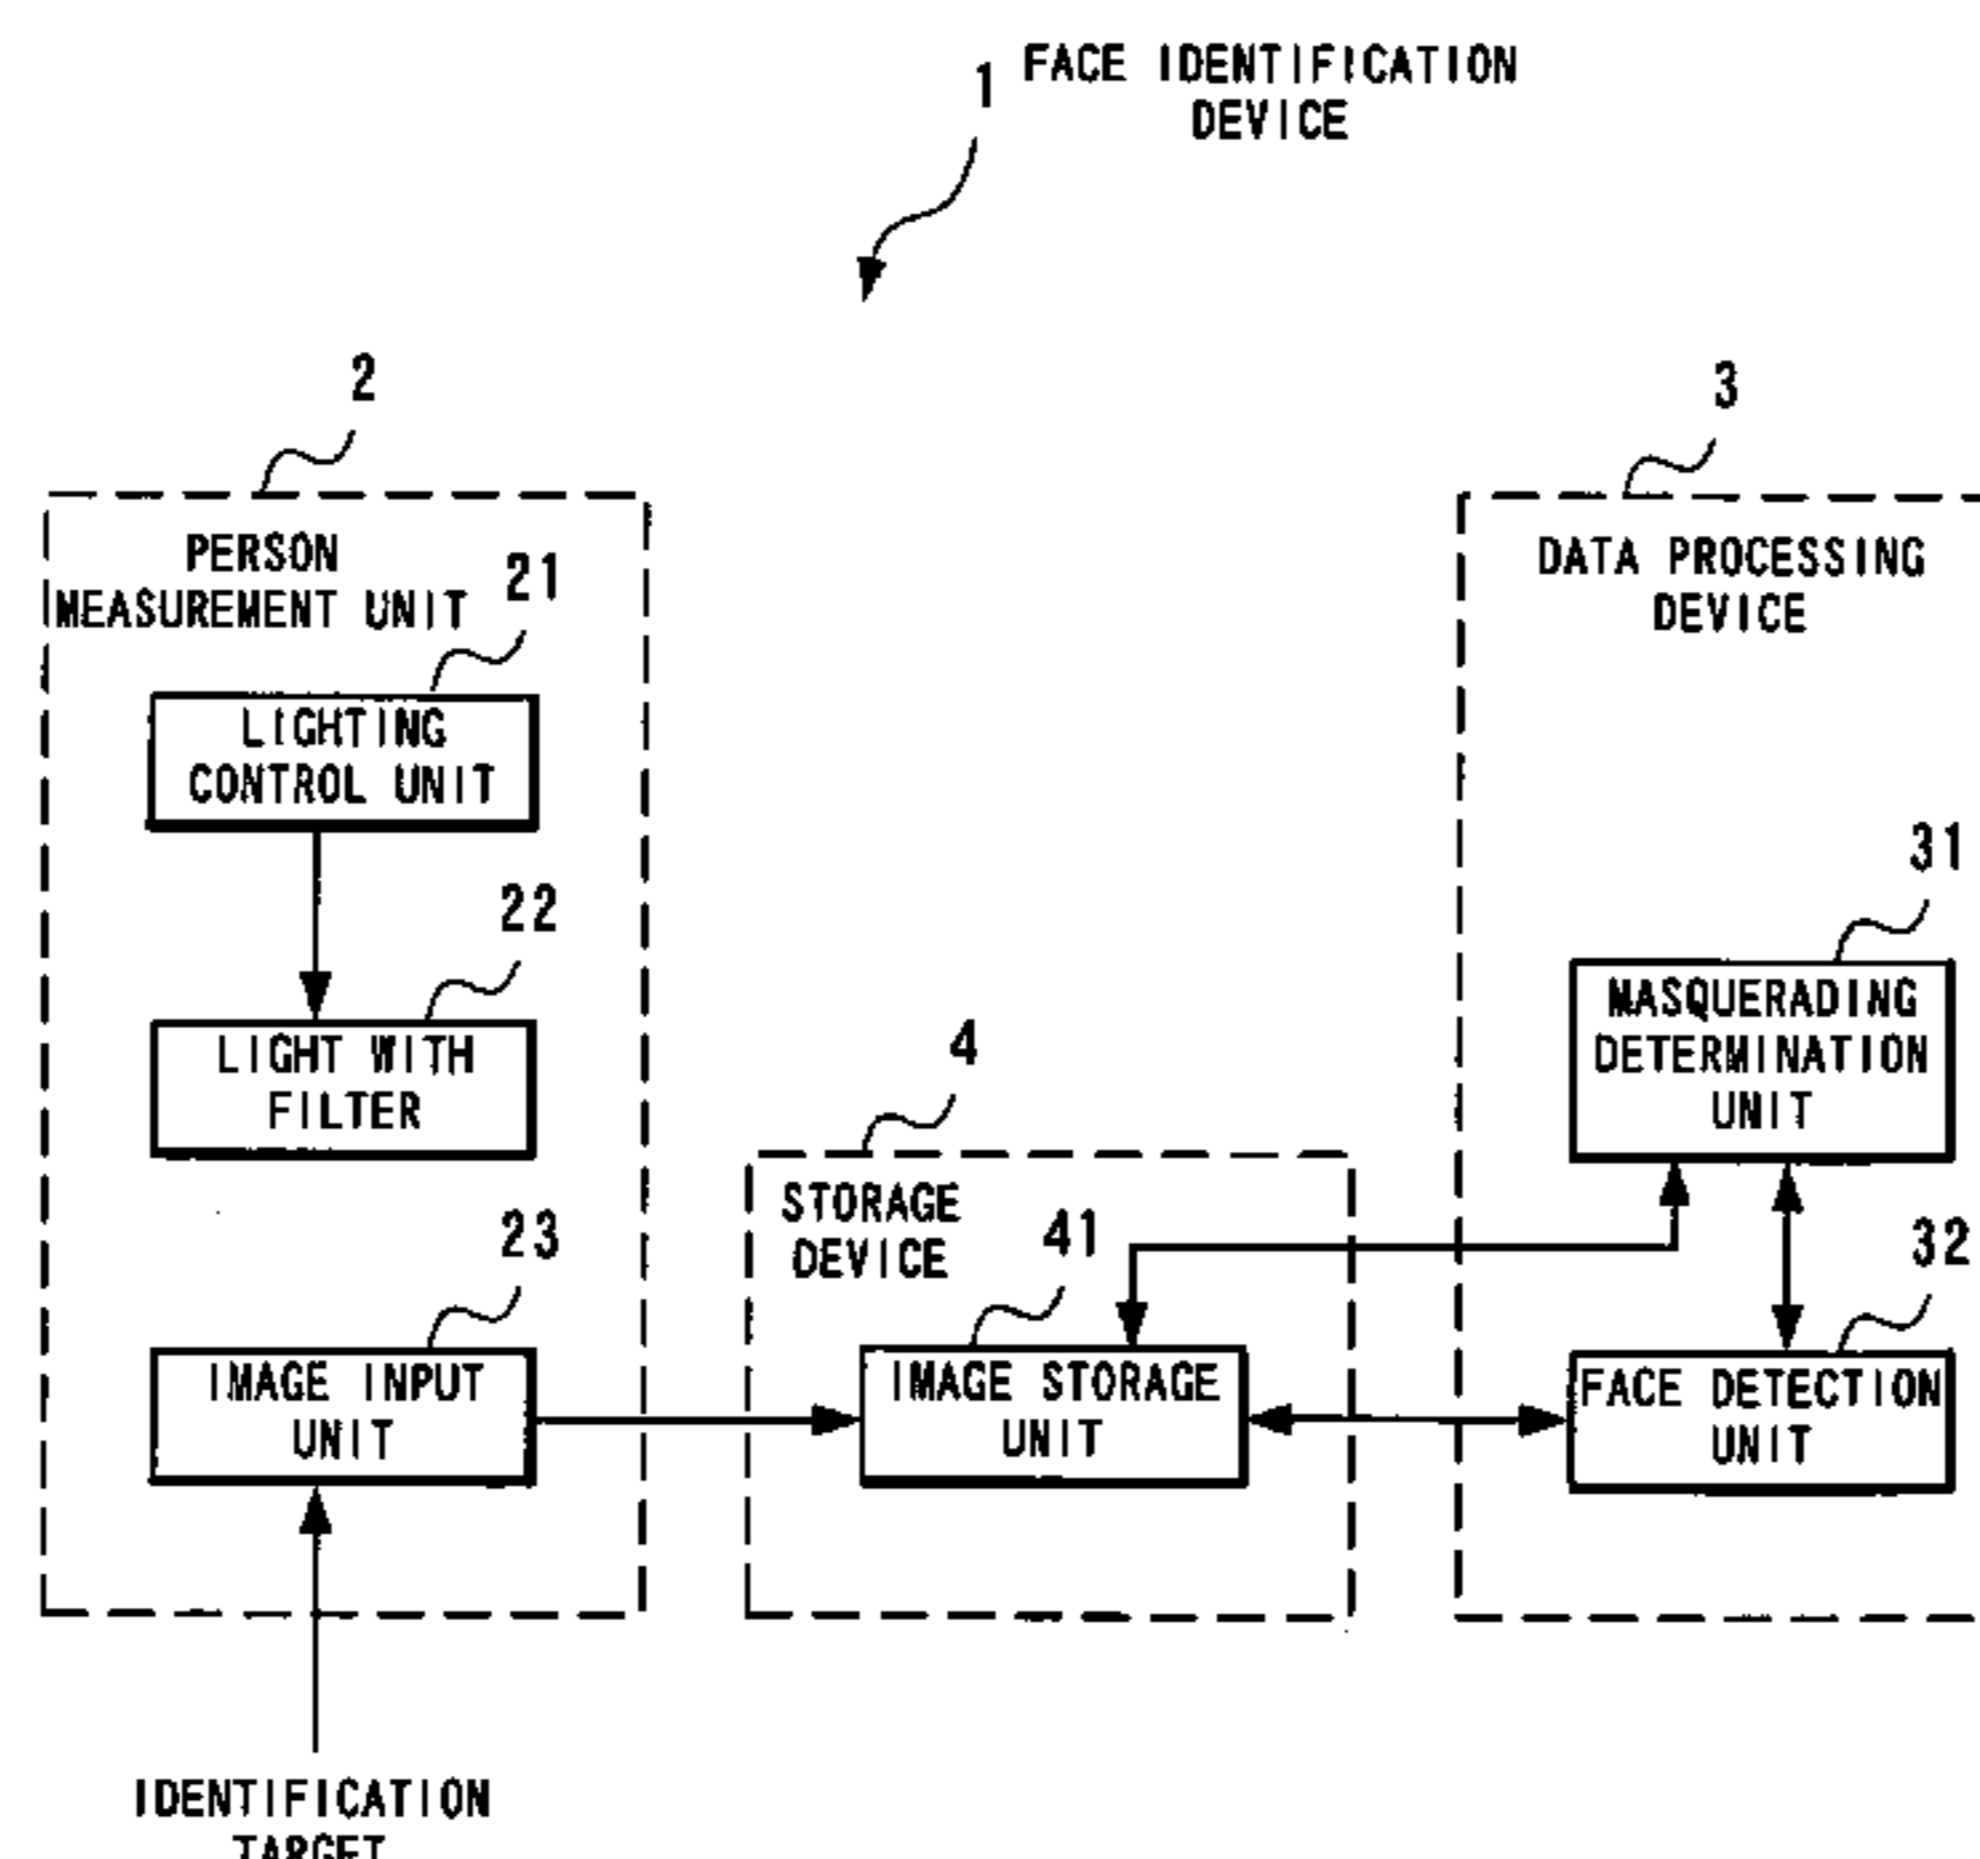 1 FACE IDENTIFICATION
DEVICE
2
3
PERSON
MEASUREMENT UNIT
21
LIGHTING
CONTROL UNIT
22
LIGHT WITH
FILTER
23
IMAGE INPUT
UNIT
IDENTIFICATION
TARGET
4
STORAGE
DEVICE
41
IMAGE STORAGE
UNIT
DATA PROCESSING
DEVICE
31
MASQUERADING
DETERMINATION
UNIT
32
FACE DETECTION
UNIT